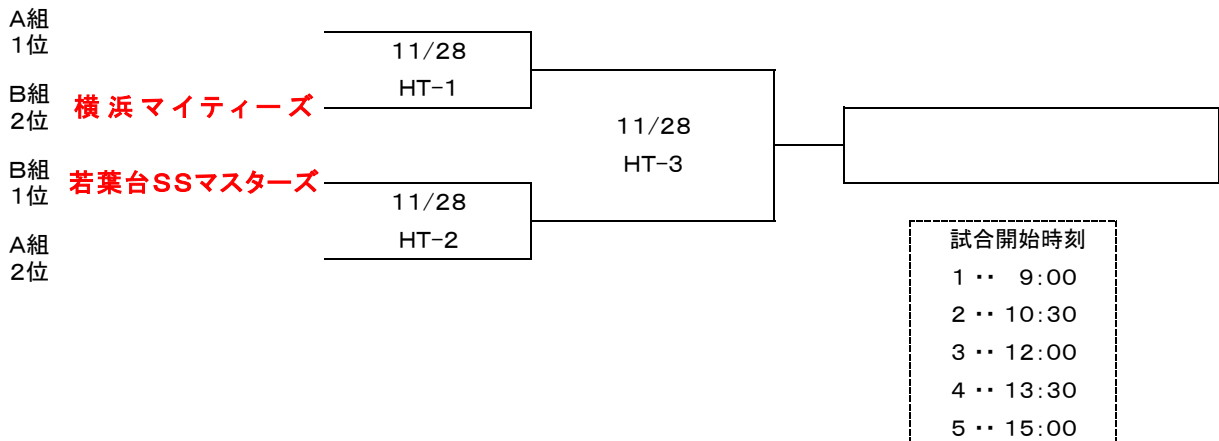 A組
1位
11/28
HT-1
B組
2位
横浜マイティーズ
11/28
HT-3
B組
1位
若葉台SSマスターズ
11/28
HT-2
A組
2位
試合開始時刻
1 ・・ 9:00
2 ・・ 10:30
3 ・・ 12:00
4 ・・ 13:30
5 ・・ 15:00